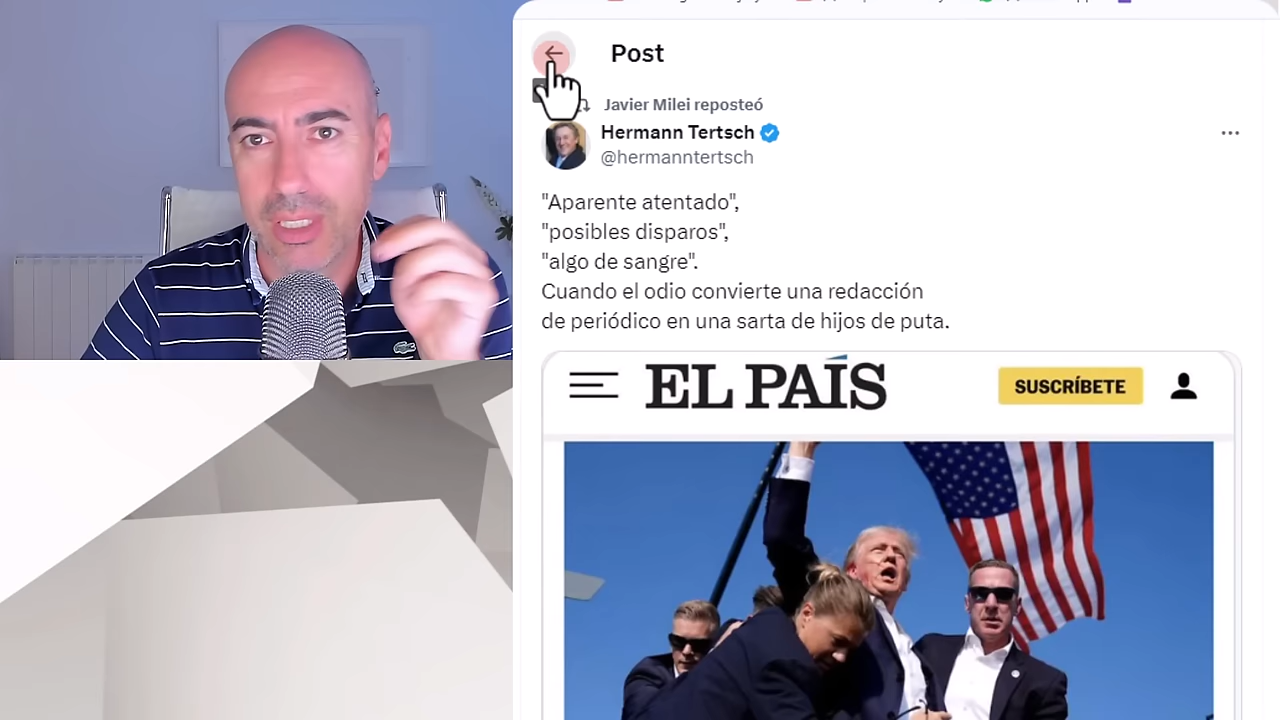 Post
Javier Milei reposteó
Hermann Tertsch
@hermanntertsch
"Aparente atentado",
"posibles disparos",
"algo de sangre".
Cuando el odio convierte una redacción
de periódico en una sarta de hijos de puta.
EL PAÍS
SUSCRÍBETE